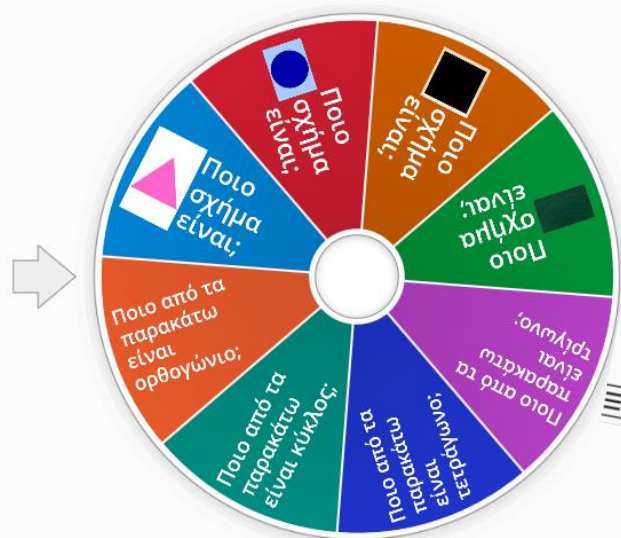 Ποιο
σχήμα
είναι;
Ποιο
σχήμα
είναι;
Ποιο
σχήμα
είναι;
Ποιο
σχήμα
είναι;
Ποιο από τα
παρακάτω
είναι
τρίγωνο;
Ποιο από τα
παρακάτω
είναι
τετράγωνο;
Ποιο από τα
παρακάτω
είναι κύκλος;
Ποιο από τα
παρακάτω
είναι
ορθογώνιο;